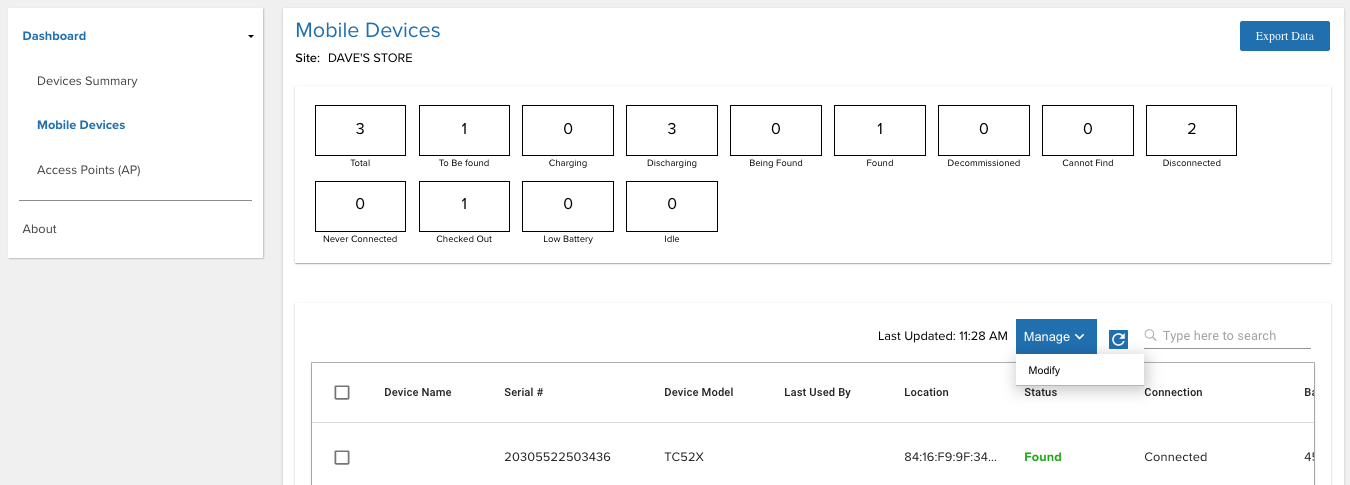 Dashboard
Devices Summary
Mobile Devices
Access Points (AP)
About
Mobile Devices
Export Data
Site: DAVE'S STORE
3 1 0 3 0 1 0 0 2
Total To Be found Charging Discharging Being Found Found Decommissioned Cannot Find Disconnected
0 1 0 0
Never Connected Checked Out Low Battery Idle
Last Updated: 11:28 AM Manage Type here to search
Modify
Device Name Serial # Device Model Last Used By Location Status Connection
20305522503436 TC52X 84:16:F9:9F:34... Found Connected